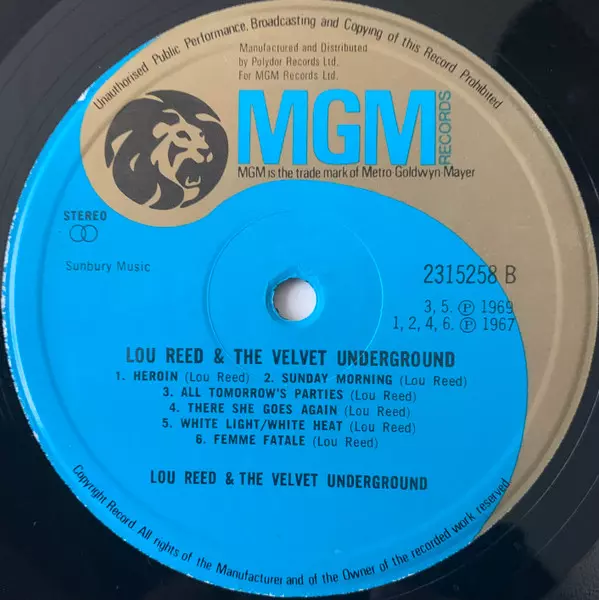 Unauthorised Public Performance, Broadcasting and Copying of this Record Prohibited
Manufactured and Distributed
by Polydor Records Ltd.
For MGM Records Ltd.
MGM
RECORDS
MGM is the trade mark of Metro-Goldwyn Mayer
STEREO
Sunbury Music
2315258 B
3, 5. Ⓟ 1969
1, 2, 4, 6. Ⓟ 1967
LOU REED & THE VELVET UNDERGROUND
1. HEROIN (Lou Reed) 2. SUNDAY MORNING (Lou Reed)
3. ALL TOMORROW'S PARTIES (Lou Reed)
4. THERE SHE GOES AGAIN (Lou Reed)
5. WHITE LIGHT/WHITE HEAT (Lou Reed)
6. FEMME FATALE (Lou Reed)
LOU REED & THE VELVET UNDERGROUND
Copyright Record. All rights of the Manufacturer and of the Owner of the recorded work reserved.